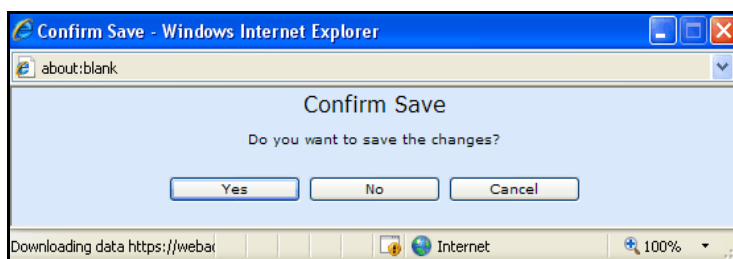 Confirm Save - Windows Internet Explorer
about:blank
Confirm Save
Do you want to save the changes?
Yes No Cancel
Downloading data https://webac Internet 100%